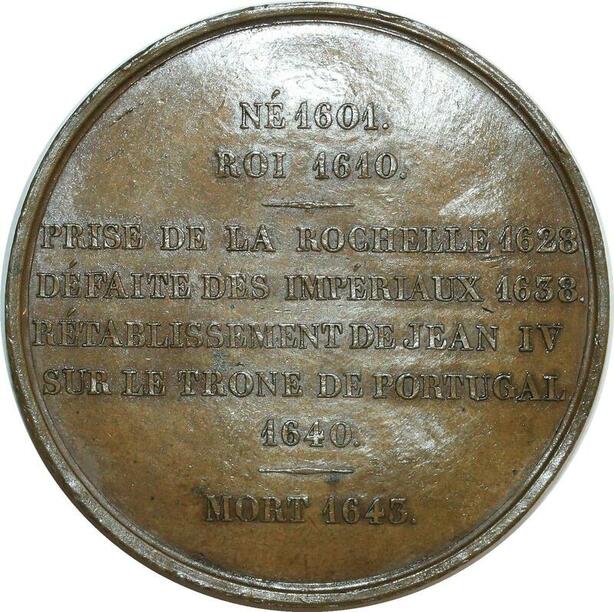 NÉ 1601.
ROI 1610.
PRISE DE LA ROCHELLE 1628
DÉFAITE DES IMPÉRIAUX 1638.
RÉTABLISSEMENT DE JEAN IV
SUR LE TRÔNE DE PORTUGAL
1640.
MORT 1643.